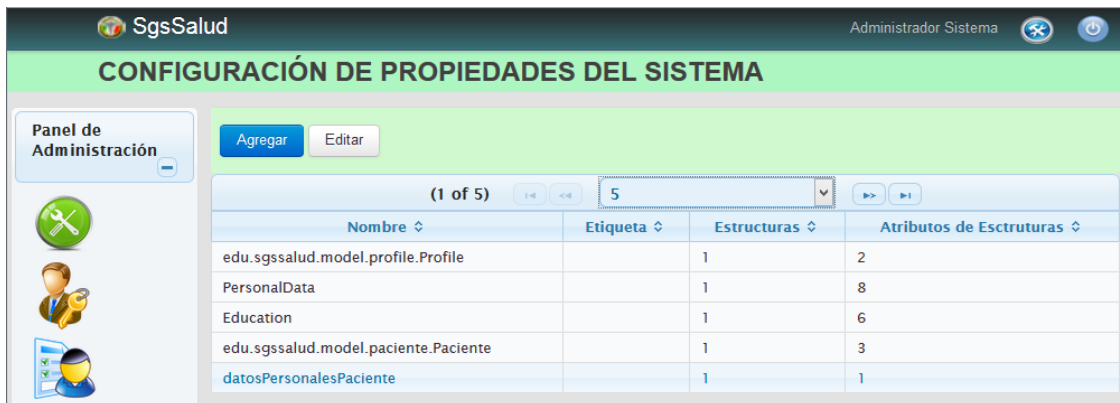 SgsSalud
Administrador Sistema
CONFIGURACIÓN DE PROPIEDADES DEL SISTEMA
Panel de
Administración
Agregar Editar
(1 of 5) 5
Nombre Etiqueta Estructuras Atributos de Esctruturas
edu.sgssalud.model.profile.Profile 1 2
PersonalData 1 8
Education 1 6
edu.sgssalud.model.paciente.Paciente 1 3
datosPersonalesPaciente 1 1